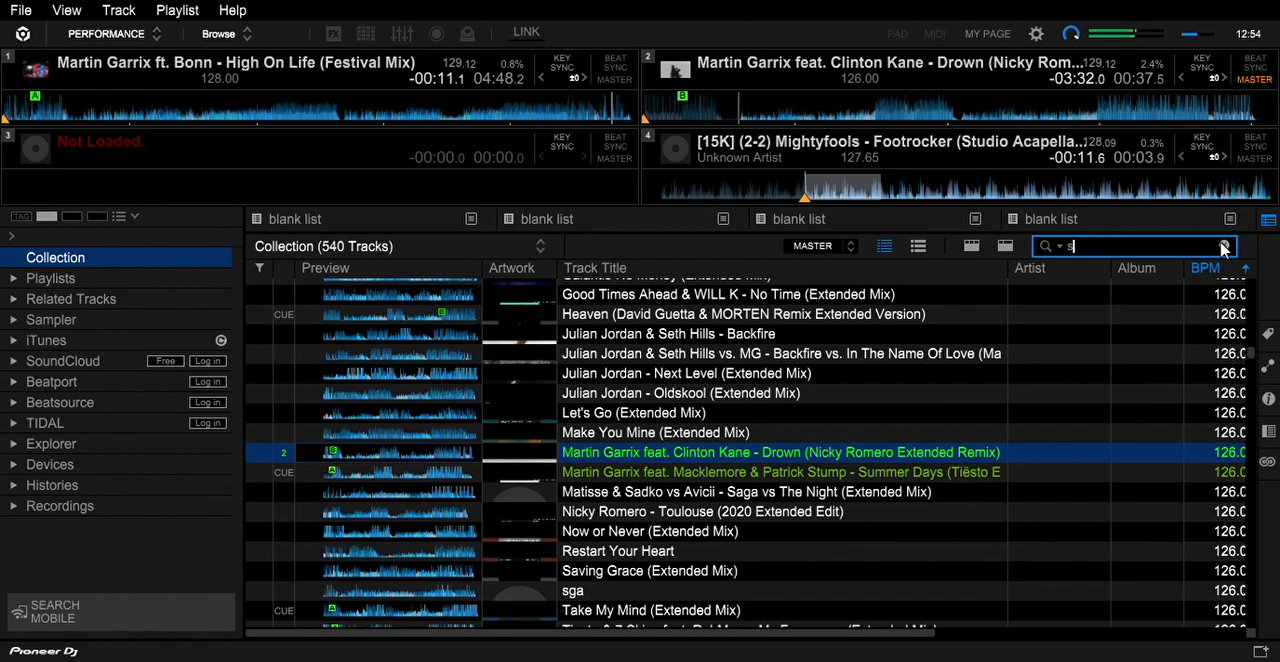 File View Track Playlist Help
PERFORMANCE Browse FX LINK PAD MIDI MY PAGE 12:54
1 Martin Garrix ft. Bonn - High On Life (Festival Mix) 129.12 0.8% KEY SYNC BEAT SYNC
128.00 -00:11.1 04:48.2 ±0 MASTER
A
2 Martin Garrix feat. Clinton Kane - Drown (Nicky Rom... 129.12 2.4% KEY SYNC BEAT SYNC
126.00 -03:32.0 00:37.5 ±0 MASTER
B
3 Not Loaded. KEY SYNC BEAT SYNC
-00:00.0 00:00.0 MASTER
4 [15K] (2-2) Mightyfools - Footrocker (Studio Acapella... 128.09 0.3% KEY SYNC BEAT SYNC
Unknown Artist 127.65 -00:11.6 00:03.9 ±0 MASTER
TAG blank list blank list blank list blank list
Collection (540 Tracks) MASTER s
Collection
Playlists
Related Tracks
Sampler
iTunes
SoundCloud Free Log in
Beatport Log in
Beatsource Log in
TIDAL Log in
Explorer
Devices
Histories
Recordings
SEARCH
MOBILE
Preview Artwork Track Title Artist Album BPM
Good Times Ahead & WILL K - No Time (Extended Mix) 126.0
CUE Heaven (David Guetta & MORTEN Remix Extended Version) 126.0
Julian Jordan & Seth Hills - Backfire 126.0
Julian Jordan & Seth Hills vs. MG - Backfire vs. In The Name Of Love (Ma 126.0
Julian Jordan - Next Level (Extended Mix) 126.0
Julian Jordan - Oldskool (Extended Mix) 126.0
Let's Go (Extended Mix) 126.0
Make You Mine (Extended Mix) 126.0
2 B Martin Garrix feat. Clinton Kane - Drown (Nicky Romero Extended Remix) 126.0
CUE A Martin Garrix feat. Macklemore & Patrick Stump - Summer Days (Tiësto E 126.0
Matisse & Sadko vs Avicii - Saga vs The Night (Extended Mix) 126.0
Nicky Romero - Toulouse (2020 Extended Edit) 126.0
Now or Never (Extended Mix) 126.0
Restart Your Heart 126.0
Saving Grace (Extended Mix) 126.0
sga 126.0
CUE A Take My Mind (Extended Mix) 126.0
Pioneer Dj